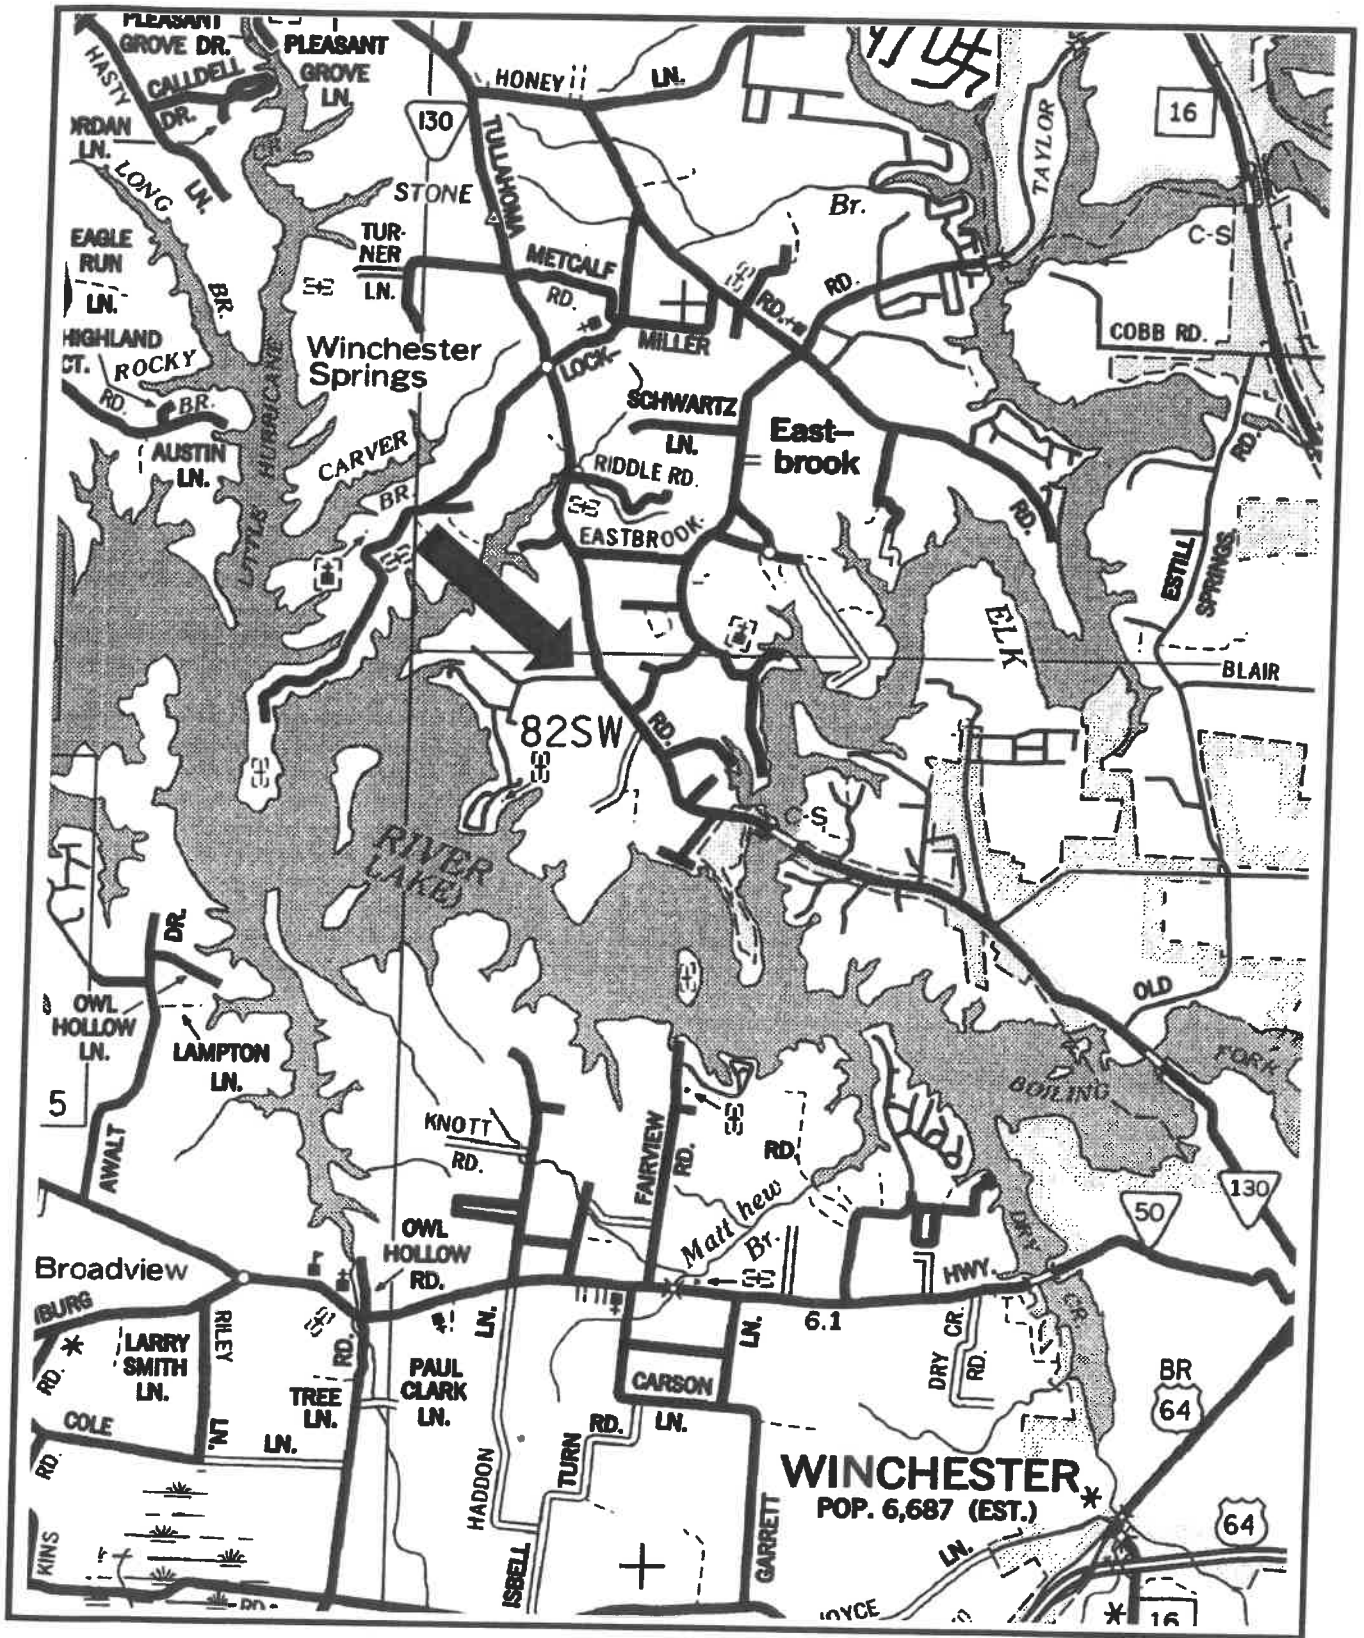 PLEASANT
GROVE DR.
PLEASANT
GROVE
LN.
HASTY
LN.
CALLDELL
DR.
LN.
HONEY
LN.
130
TULLAHOMA
16
TAYLOR
LONG
BR.
STONE
Br.
C-S
EAGLE
RUN
LN.
TUR-
NER
LN.
METCALF
RD.
RD.
RD.
HIGHLAND
CT.
ROCKY
BR.
RD.
Winchester
Springs
LOCK-
MILLER
COBB RD.
SCHWARTZ
LN.
East-
brook
AUSTIN
LN.
LITTLE HURRICANE
CARVER
BR.
RIDDLE RD.
EASTBROOK
RD.
RD.
ESTILL
SPRINGS
ELK
BLAIR
82SW
RD.
C-S
RIVER
LAKE)
DR.
OWL
HOLLOW
LN.
LAMPTON
LN.
OLD
5
BOILING
FORK
AWALT
KNOTT
RD.
FAIRVIEW
RD.
RD.
Matthew
Br.
DRY
CR.
50
130
Broadview
OWL
HOLLOW
RD.
HWY.
6.1
RILEY
LN.
RD.
LN.
LN.
LARRY
SMITH
LN.
RD.
TREE
LN.
PAUL
CLARK
LN.
CARSON
LN.
DRY CR.
RD.
BR
64
COLE
LN.
RD.
HADDON
TURN
RD.
ISBELL
GARRETT
WINCHESTER
POP. 6,687 (EST.)
64
LN.
KINS
RD.
16